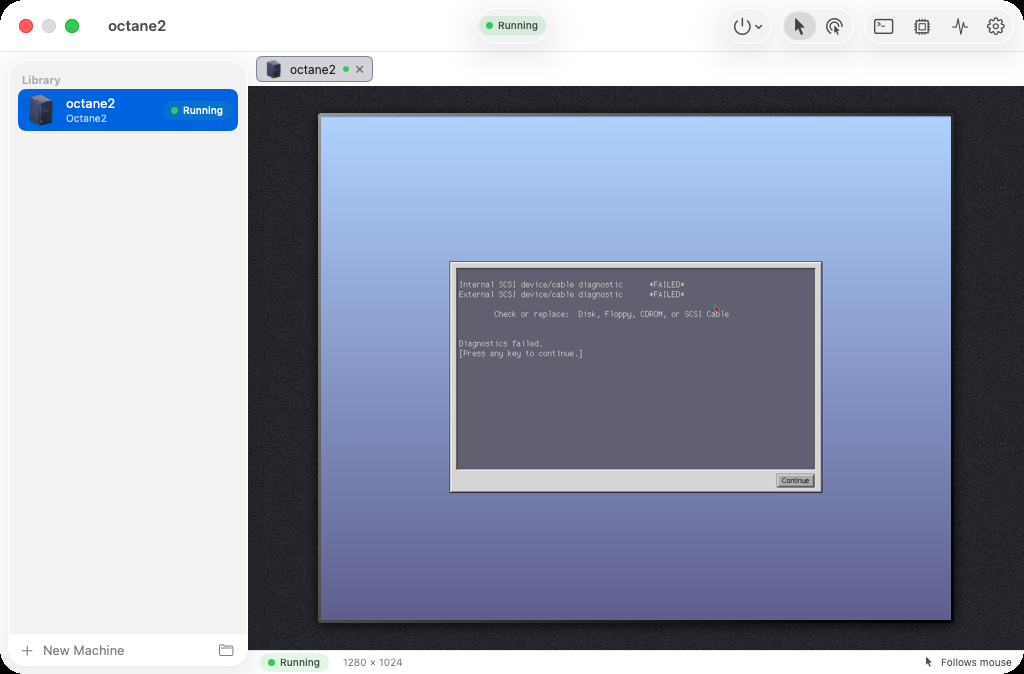 octane2
Running
Library
octane2
Octane2
Running
octane2
Internal SCSI device/cable diagnostic *FAILED*
External SCSI device/cable diagnostic *FAILED*
Check or replace: Disk, Floppy, CDROM, or SCSI Cable
Diagnostics failed.
[Press any key to continue.]
Continue
New Machine
Running
1280 × 1024
Follows mouse